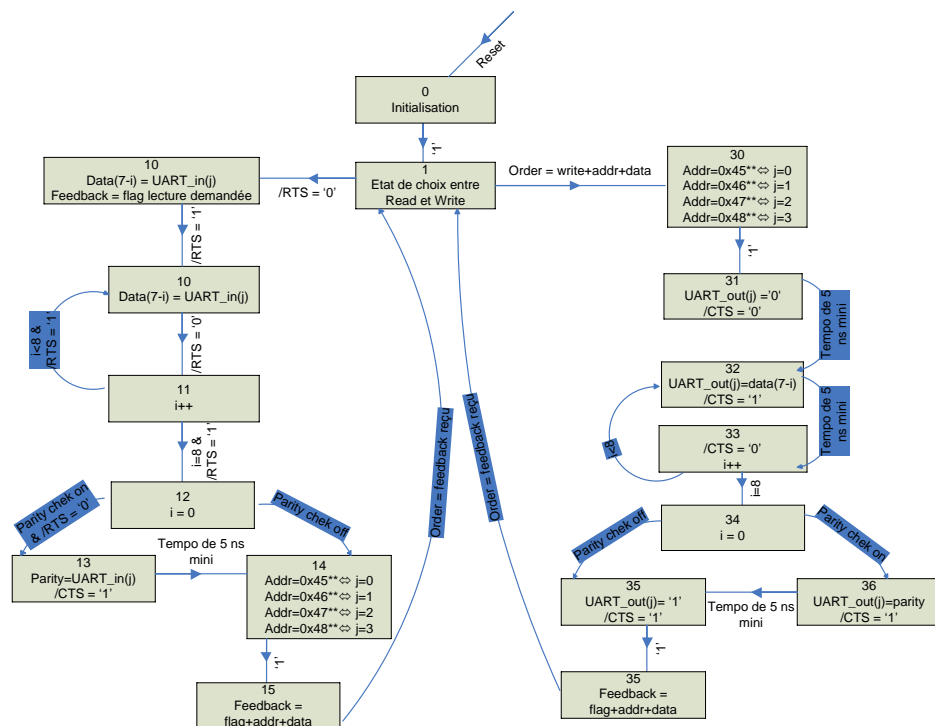 Reset
0
Initialisation
'1'
1
Etat de choix entre
Read et Write
/RTS = '0'
Order = write+addr+data
10
Data(7-i) = UART_in(j)
Feedback = flag lecture demandée
/RTS = '1'
10
Data(7-i) = UART_in(j)
/RTS = '0'
i<8 &
/RTS = '1'
11
i++
i=8 &
/RTS = '1'
12
i = 0
Parity chek on
& /RTS = '0'
Parity chek off
13
Parity=UART_in(j)
/CTS = '1'
Tempo de 5 ns
mini
14
Addr=0x45**⇔ j=0
Addr=0x46**⇔ j=1
Addr=0x47**⇔ j=2
Addr=0x48**⇔ j=3
'1'
15
Feedback =
flag+addr+data
Order = feedback reçu
Order = feedback reçu
30
Addr=0x45**⇔ j=0
Addr=0x46**⇔ j=1
Addr=0x47**⇔ j=2
Addr=0x48**⇔ j=3
'1'
31
UART_out(j) ='0'
/CTS = '0'
Tempo de 5
ns mini
32
UART_out(j)=data(7-i)
/CTS = '1'
Tempo de 5
ns mini
i<8
33
/CTS = '0'
i++
i=8
34
i = 0
Parity chek off
Parity chek on
35
UART_out(j)= '1'
/CTS = '1'
Tempo de 5 ns
mini
36
UART_out(j)=parity
/CTS = '1'
'1'
35
Feedback =
flag+addr+data